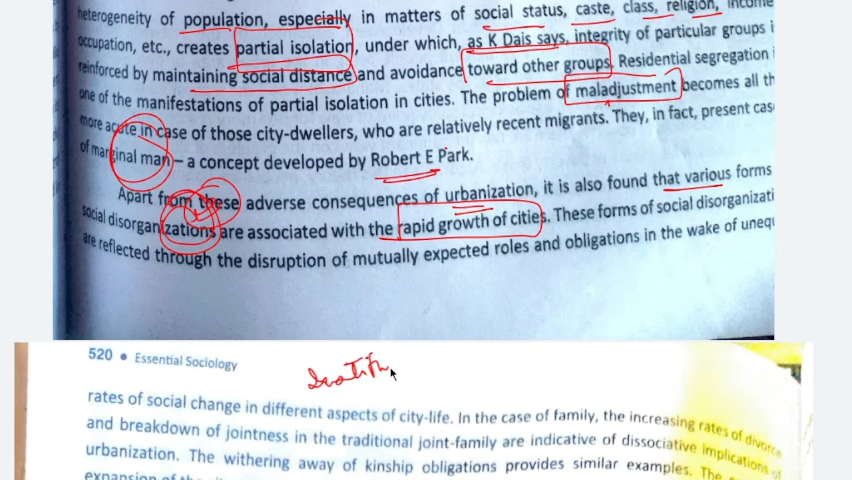 heterogeneity of population, especially in matters of social status, caste, class, religion, income
occupation, etc., creates partial isolation, under which, as K Dais says, integrity of particular groups i
reinforced by maintaining social distance and avoidance toward other groups. Residential segregation i
one of the manifestations of partial isolation in cities. The problem of maladjustment becomes all th
more acute in case of those city-dwellers, who are relatively recent migrants. They, in fact, present cas
of marginal man – a concept developed by Robert E Park.
Apart from these adverse consequences of urbanization, it is also found that various forms
social disorganizations are associated with the rapid growth of cities. These forms of social disorganizati
are reflected through the disruption of mutually expected roles and obligations in the wake of unequ
520 • Essential Sociology
rates of social change in different aspects of city-life. In the case of family, the increasing rates of divorce
and breakdown of jointness in the traditional joint-family are indicative of dissociative implications of
urbanization. The withering away of kinship obligations provides similar examples. The
expansion of the